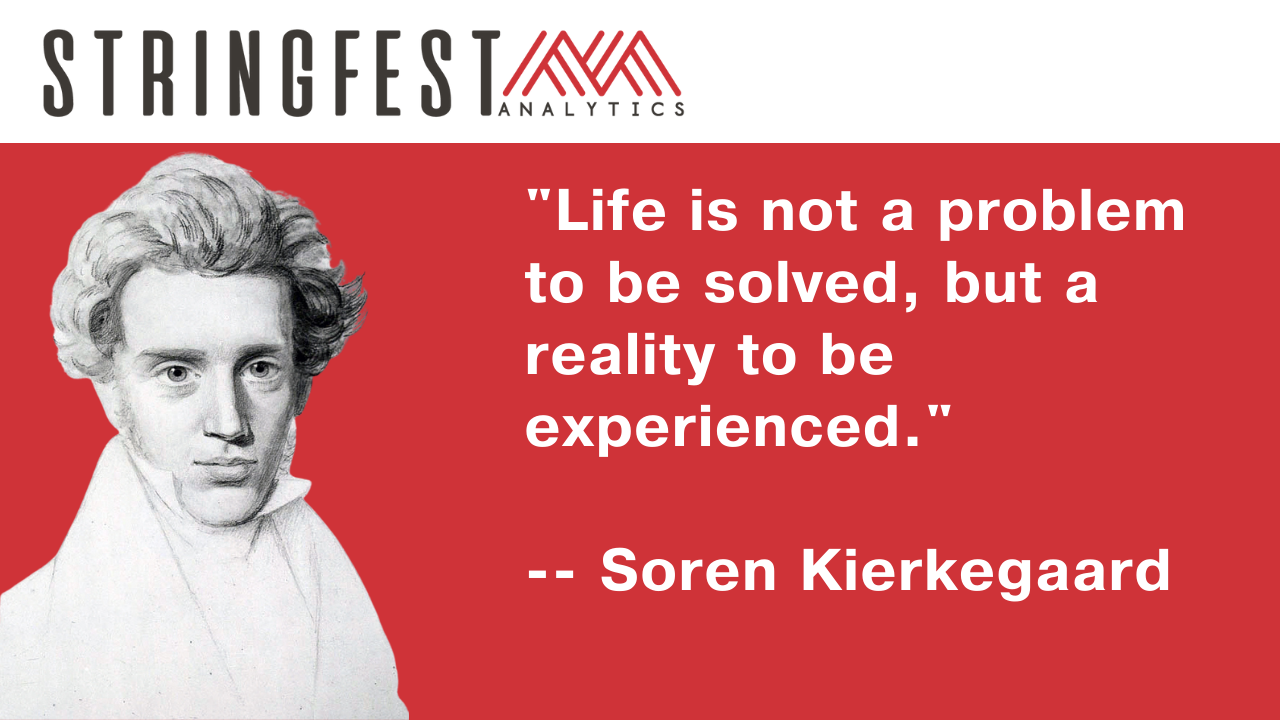 STRINGFEST
ANALYTICS
"Life is not a problem
to be solved, but a
reality to be
experienced."
-- Soren Kierkegaard